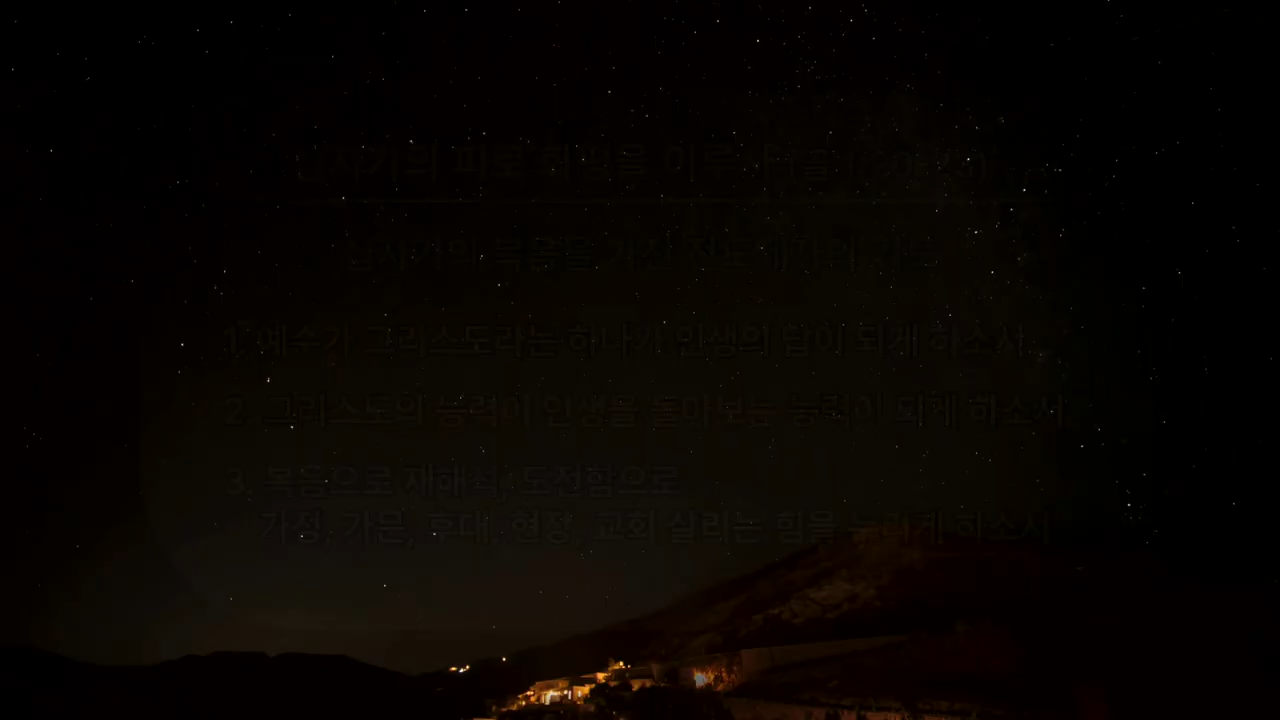 십자가의 피로 화평을 이루
십자가의 복음을 가진 전도제자의 기도
1. 예수가 그리스도라는 하나가 인생의 답이 되게 하소서
2. 그리스도의 능력이 인생을 돌아보는 능력이 되게 하소서
3. 복음으로 재해석, 도전함으로
가정, 가문, 후대, 현장, 교회 살리는 힘을 누리게 하소서